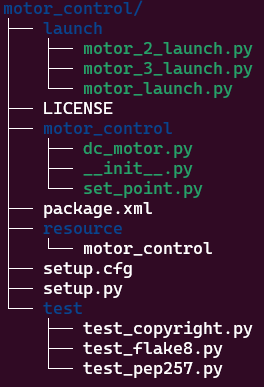 motor_control/
├── launch
│   ├── motor_2_launch.py
│   ├── motor_3_launch.py
│   └── motor_launch.py
├── LICENSE
├── motor_control
│   ├── dc_motor.py
│   ├── __init__.py
│   └── set_point.py
├── package.xml
├── resource
│   └── motor_control
├── setup.cfg
├── setup.py
└── test
    ├── test_copyright.py
    ├── test_flake8.py
    └── test_pep257.py